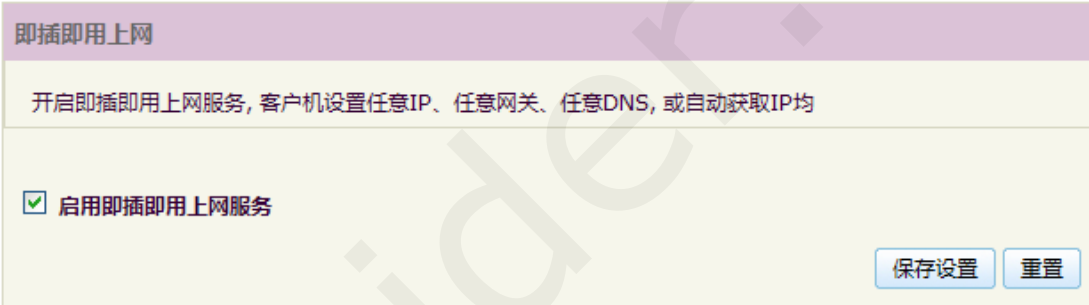 即插即用上网
开启即插即用上网服务, 客户机设置任意IP、任意网关、任意DNS, 或自动获取IP均
启用即插即用上网服务
保存设置 重置
ider.